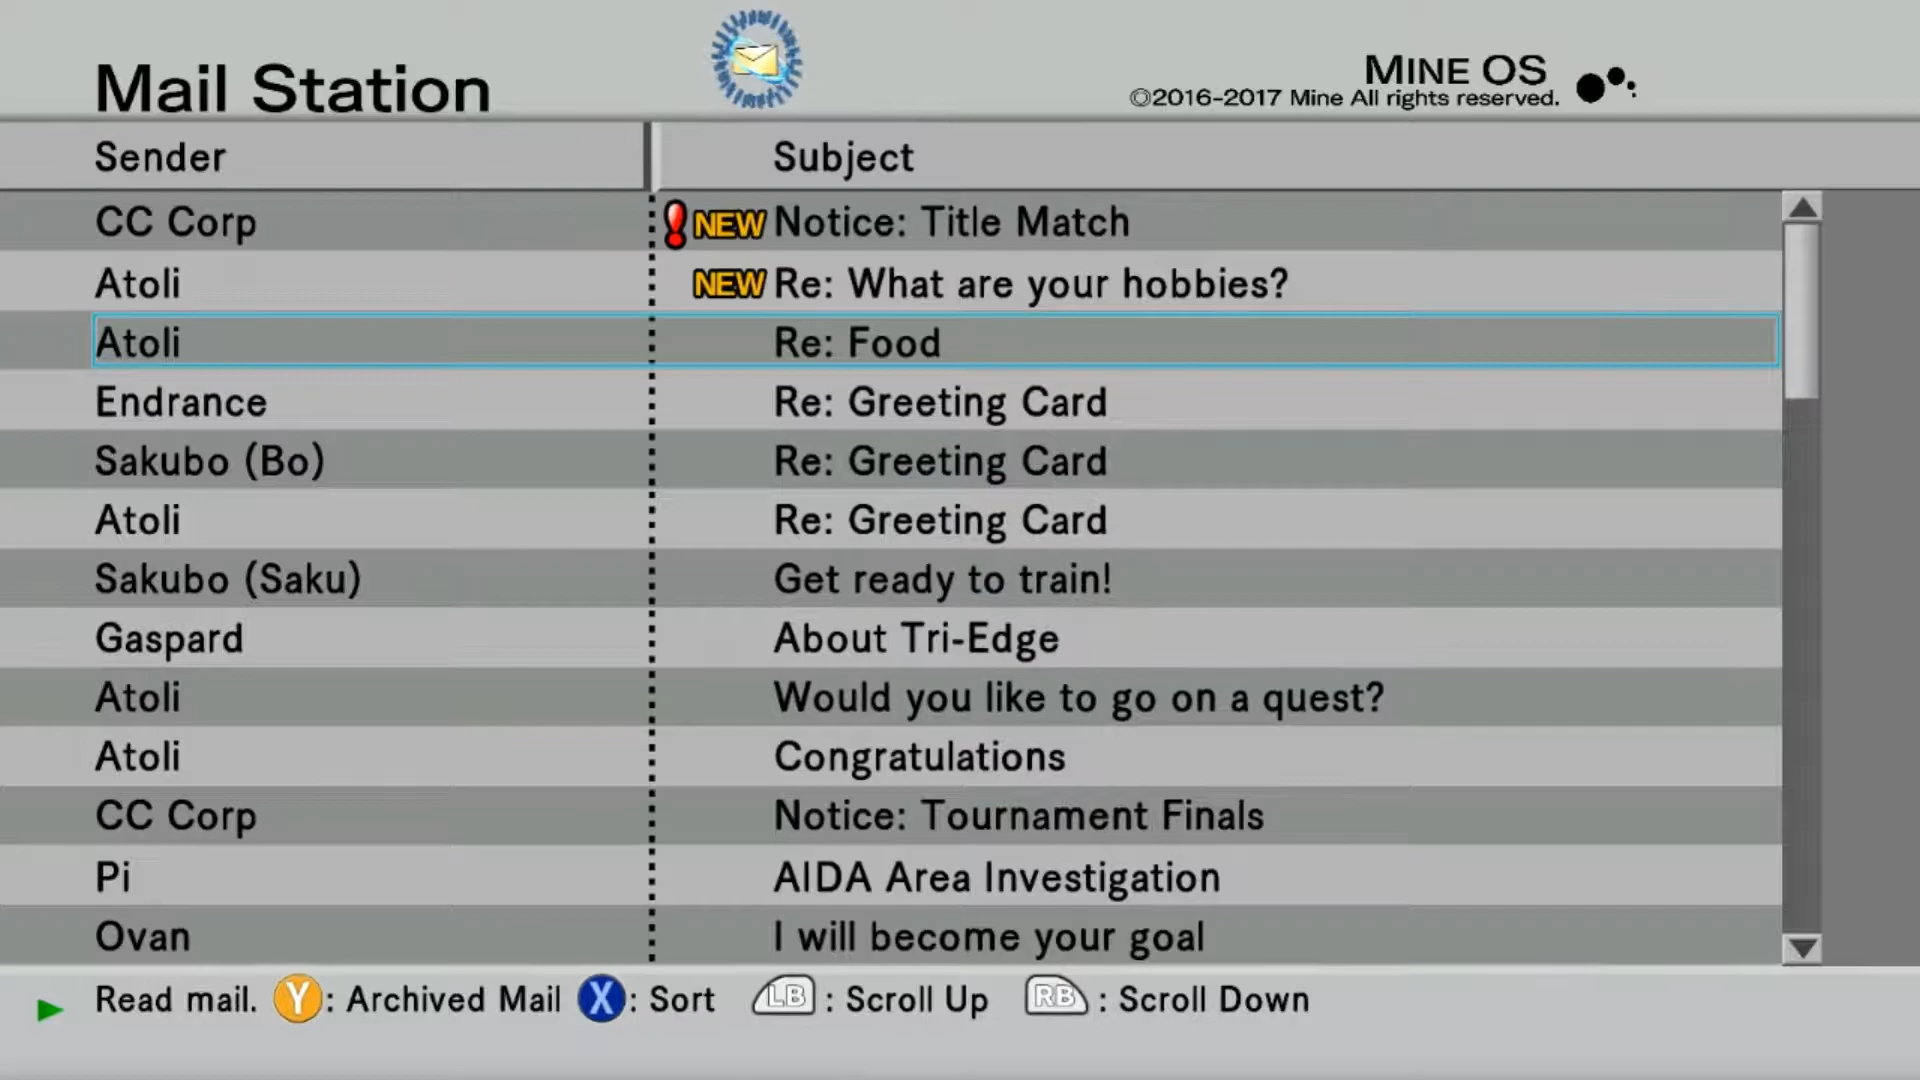 Mail Station
MINE OS
©2016-2017 Mine All rights reserved.
Sender Subject
CC Corp NEW Notice: Title Match
Atoli NEW Re: What are your hobbies?
Atoli Re: Food
Endrance Re: Greeting Card
Sakubo (Bo) Re: Greeting Card
Atoli Re: Greeting Card
Sakubo (Saku) Get ready to train!
Gaspard About Tri-Edge
Atoli Would you like to go on a quest?
Atoli Congratulations
CC Corp Notice: Tournament Finals
Pi AIDA Area Investigation
Ovan I will become your goal
Read mail. Y: Archived Mail X: Sort LB: Scroll Up RB: Scroll Down